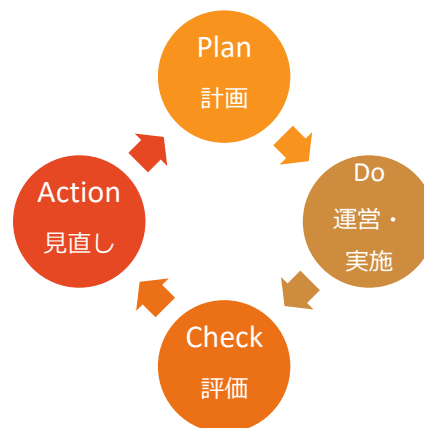 Plan
計画
Do
運営・
実施
Check
評価
Action
見直し